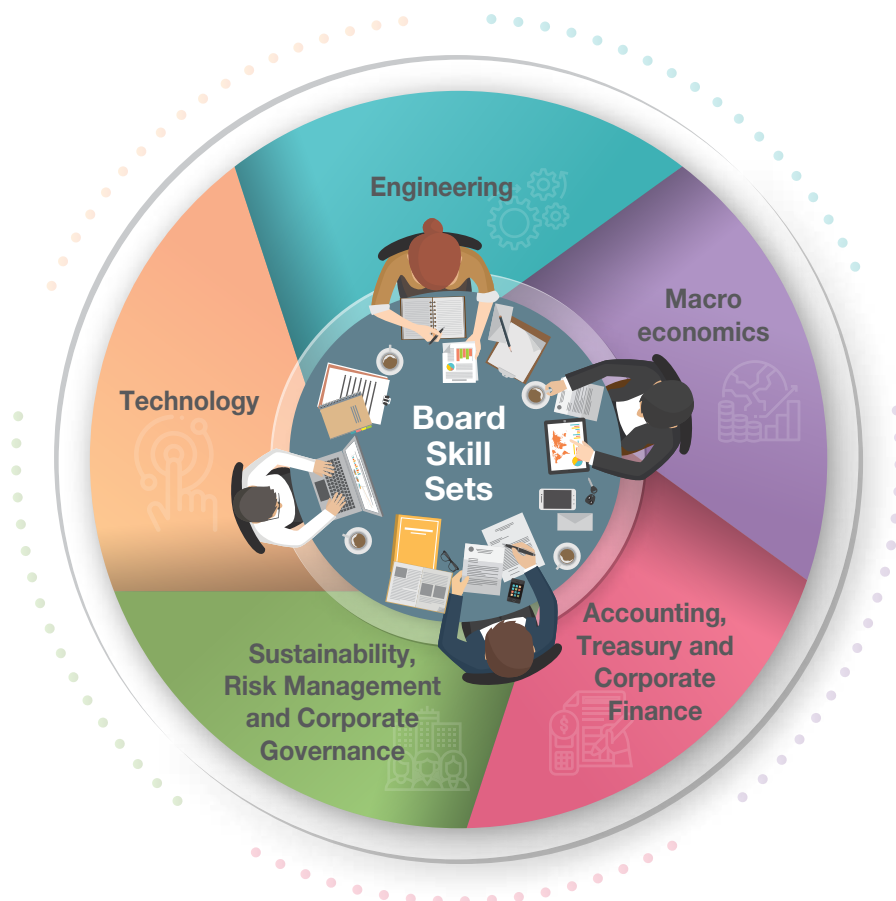 Engineering
Macro
economics
Technology
Board
Skill
Sets
Accounting,
Treasury and
Corporate
Finance
Sustainability,
Risk Management
and Corporate
Governance